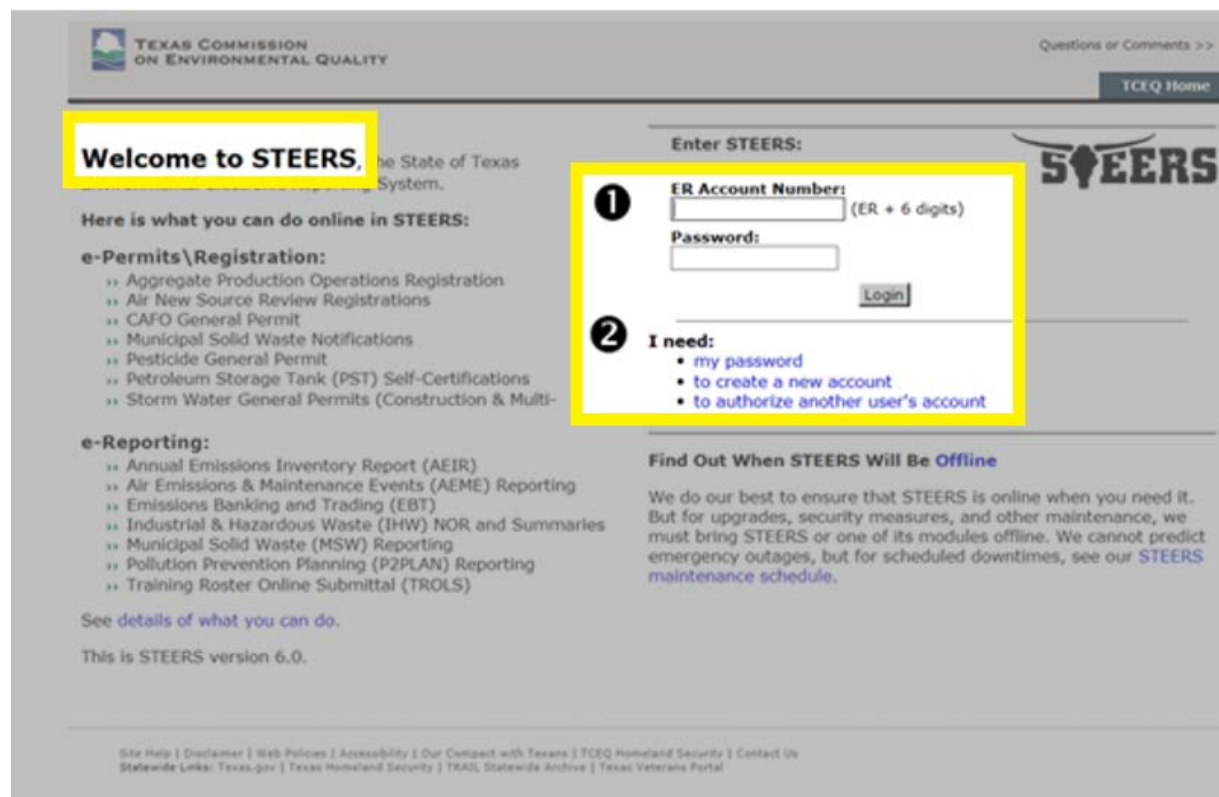 TEXAS COMMISSION
ON ENVIRONMENTAL QUALITY
Questions or Comments >>
TCEQ Home
Welcome to STEERS, the State of Texas
System.
Here is what you can do online in STEERS:
e-Permits\Registration:
›› Aggregate Production Operations Registration
›› Air New Source Review Registrations
›› CAFO General Permit
›› Municipal Solid Waste Notifications
›› Pesticide General Permit
›› Petroleum Storage Tank (PST) Self-Certifications
›› Storm Water General Permits (Construction & Multi-
e-Reporting:
›› Annual Emissions Inventory Report (AEIR)
›› Air Emissions & Maintenance Events (AEME) Reporting
›› Emissions Banking and Trading (EBT)
›› Industrial & Hazardous Waste (IHW) NOR and Summaries
›› Municipal Solid Waste (MSW) Reporting
›› Pollution Prevention Planning (P2PLAN) Reporting
›› Training Roster Online Submittal (TROLS)
See details of what you can do.
This is STEERS version 6.0.
Enter STEERS:
STEERS
❶
ER Account Number:
(ER + 6 digits)
Password:
Login
❷
I need:
• my password
• to create a new account
• to authorize another user's account
Find Out When STEERS Will Be Offline
We do our best to ensure that STEERS is online when you need it.
But for upgrades, security measures, and other maintenance, we
must bring STEERS or one of its modules offline. We cannot predict
emergency outages, but for scheduled downtimes, see our STEERS
maintenance schedule.
Site Help | Disclaimer | Web Policies | Accessibility | Our Compact with Texans | TCEQ Homeland Security | Contact Us
Statewide Links: Texas.gov | Texas Homeland Security | TRAIL Statewide Archive | Texas Veterans Portal